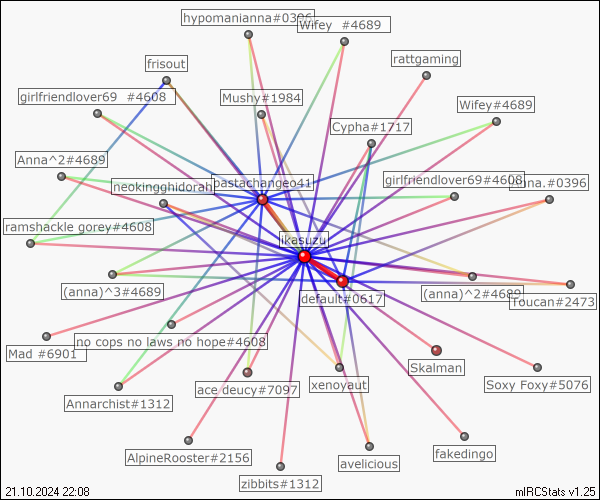 hypomanianna#0396
Wifey  #4689
frisout
rattgaming
girlfriendlover69  #4608
Mushy#1984
Wifey#4689
Cypha#1717
Anna^2#4689
neokingghidorah
bastachangeo41
girlfriendlover69#4608
anna.#0396
ramshackle gorey#4608
ikasuzu
(anna)^3#4689
default#0617
(anna)^2#4689
Toucan#2473
no cops no laws no hope#4608
Mad #6901
Skalman
Annarchist#1312
ace deucy#7097
xenoyaut
Soxy Foxy#5076
AlpineRooster#2156
avelicious
fakedingo
zibbits#1312
21.10.2024 22:08
mIRCStats v1.25